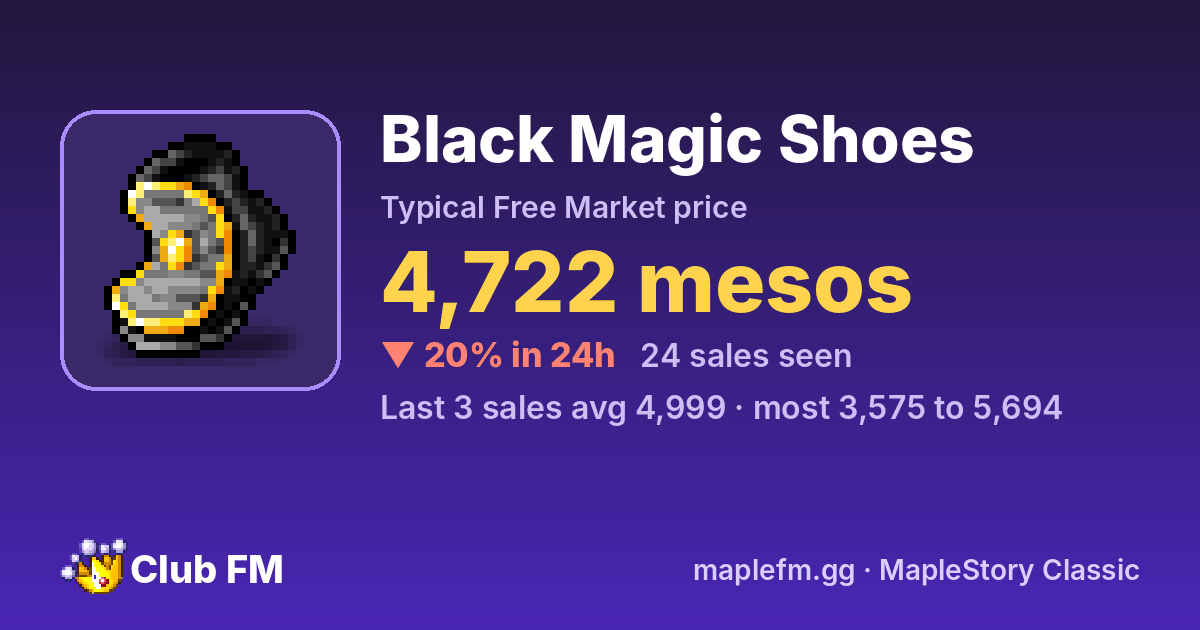 Black Magic Shoes
Typical Free Market price
4,722 mesos
▼ 20% in 24h 24 sales seen
Last 3 sales avg 4,999 · most 3,575 to 5,694
Club FM
maplefm.gg · MapleStory Classic